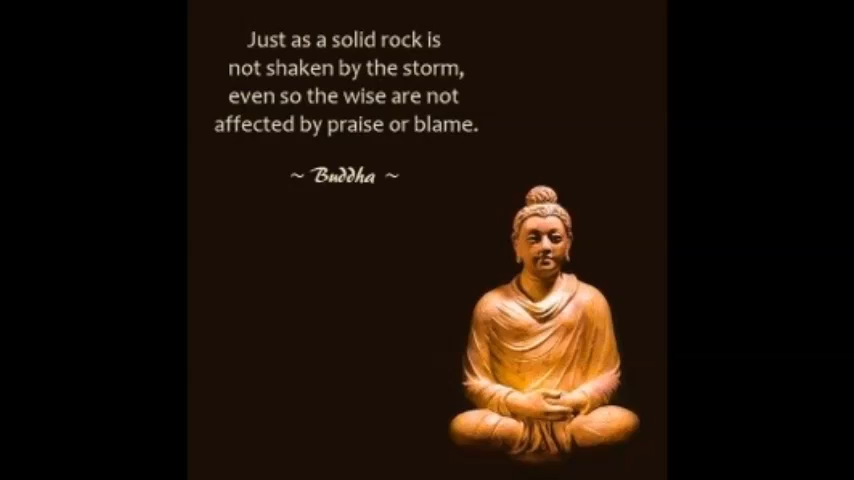 Just as a solid rock is
not shaken by the storm,
even so the wise are not
affected by praise or blame.
~ Buddha ~